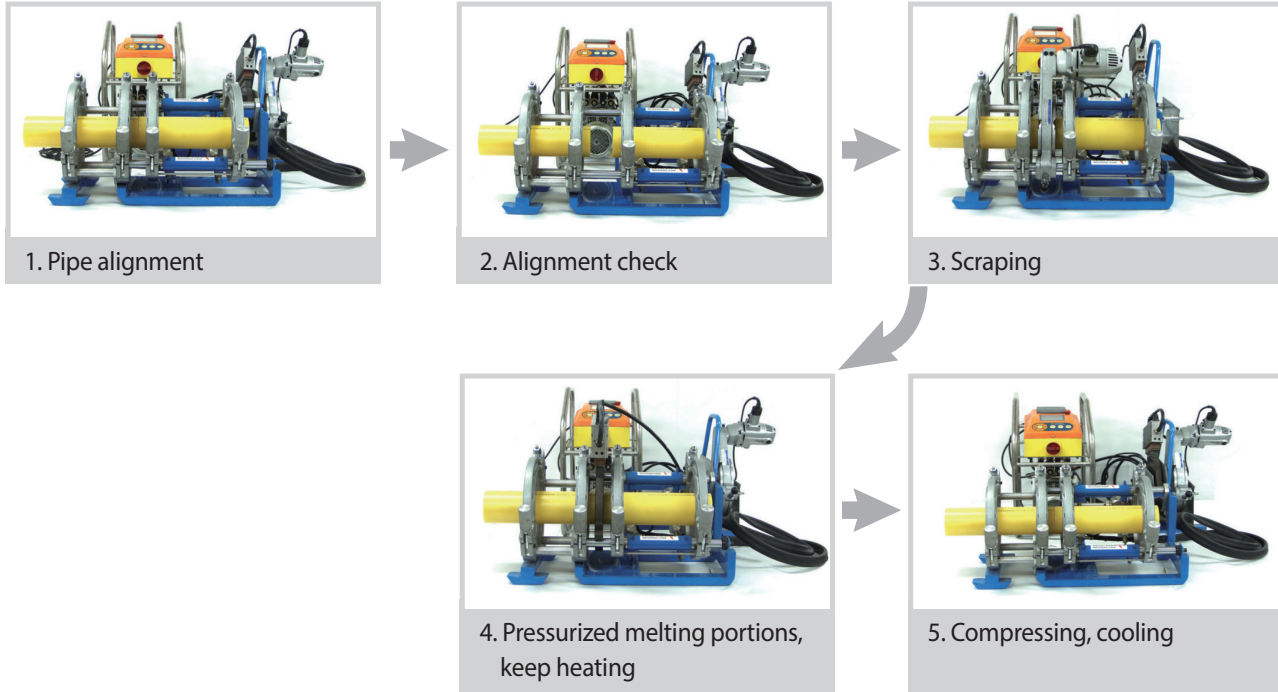 1. Pipe alignment
2. Alignment check
3. Scraping
4. Pressurized melting portions,
keep heating
5. Compressing, cooling